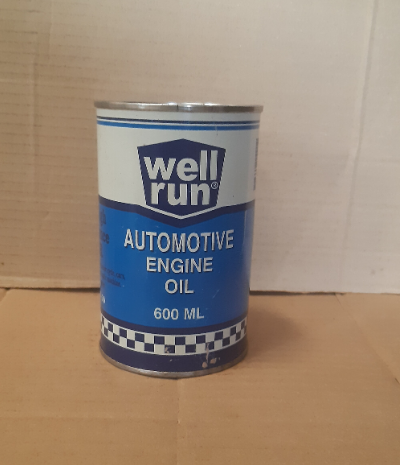 well
run®
AUTOMOTIVE
ENGINE
OIL
600 ML